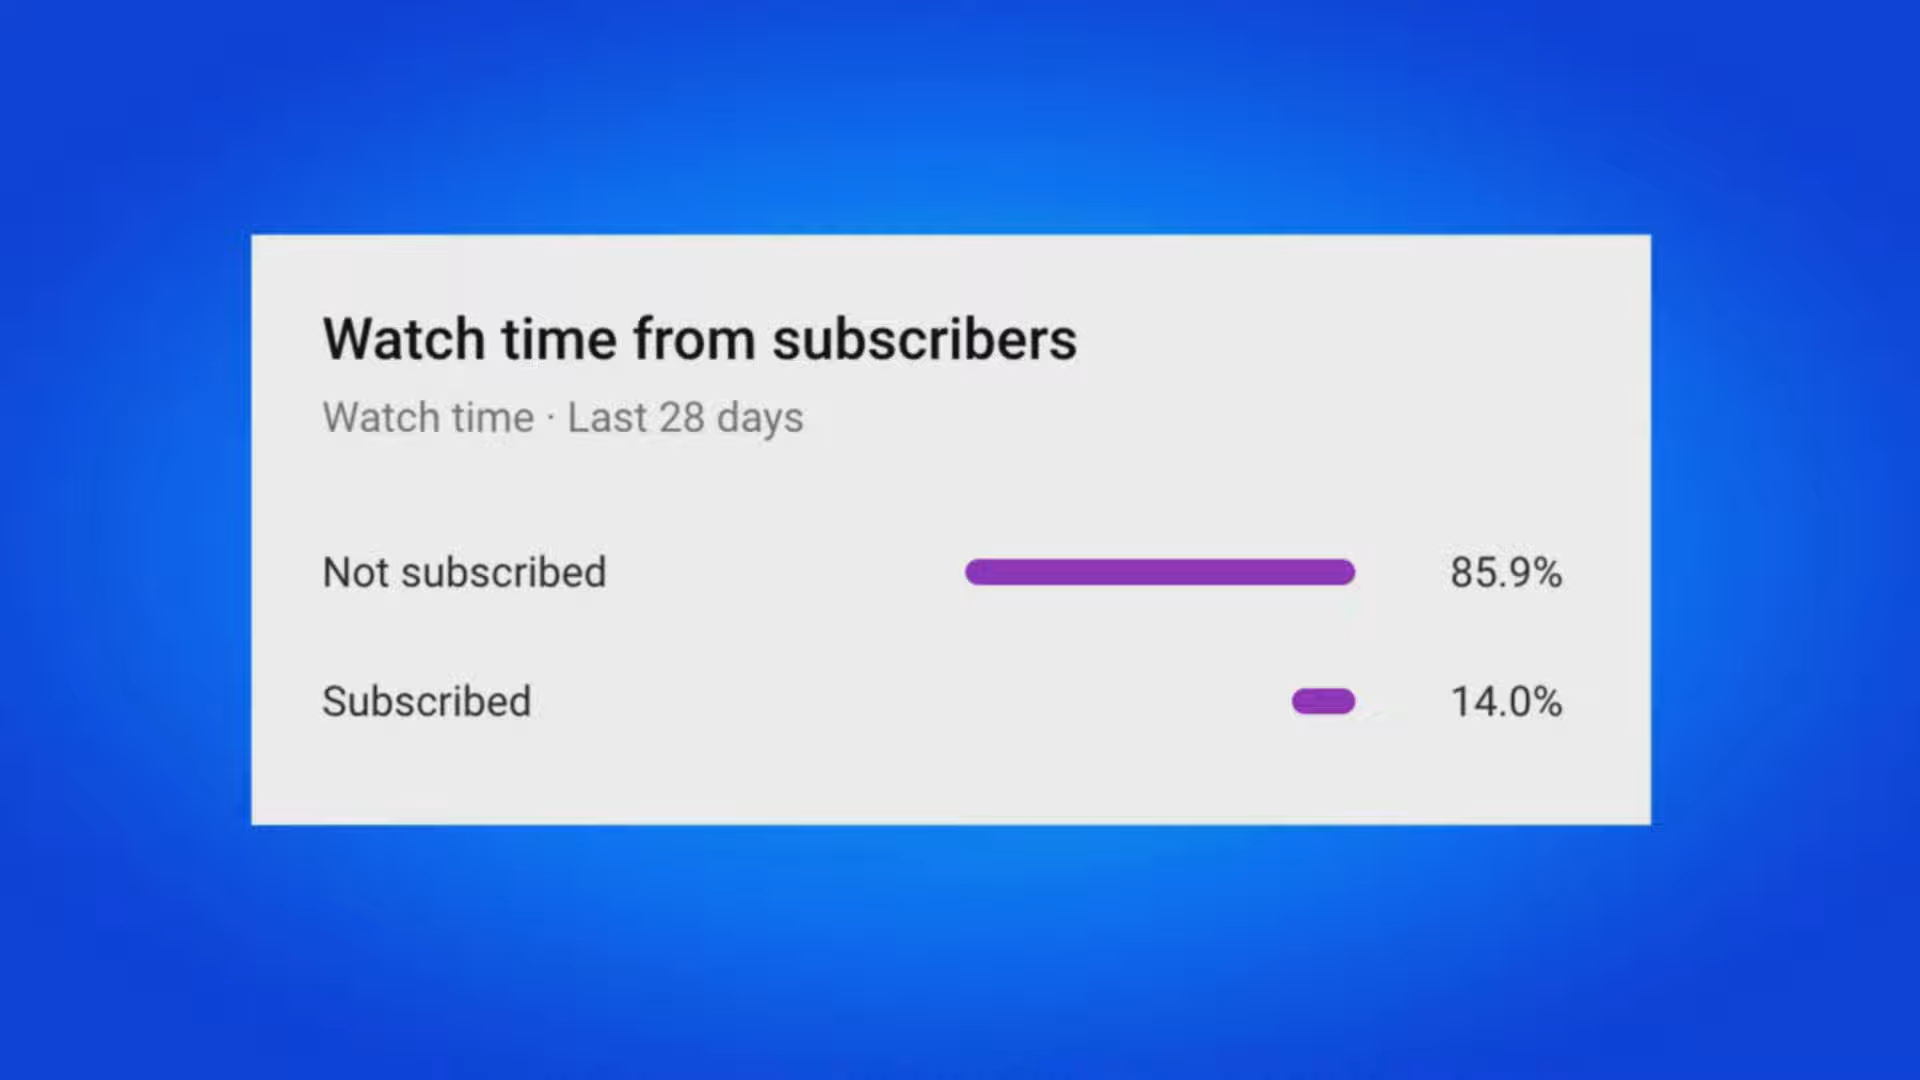 Watch time from subscribers
Watch time · Last 28 days
Not subscribed 85.9%
Subscribed 14.0%